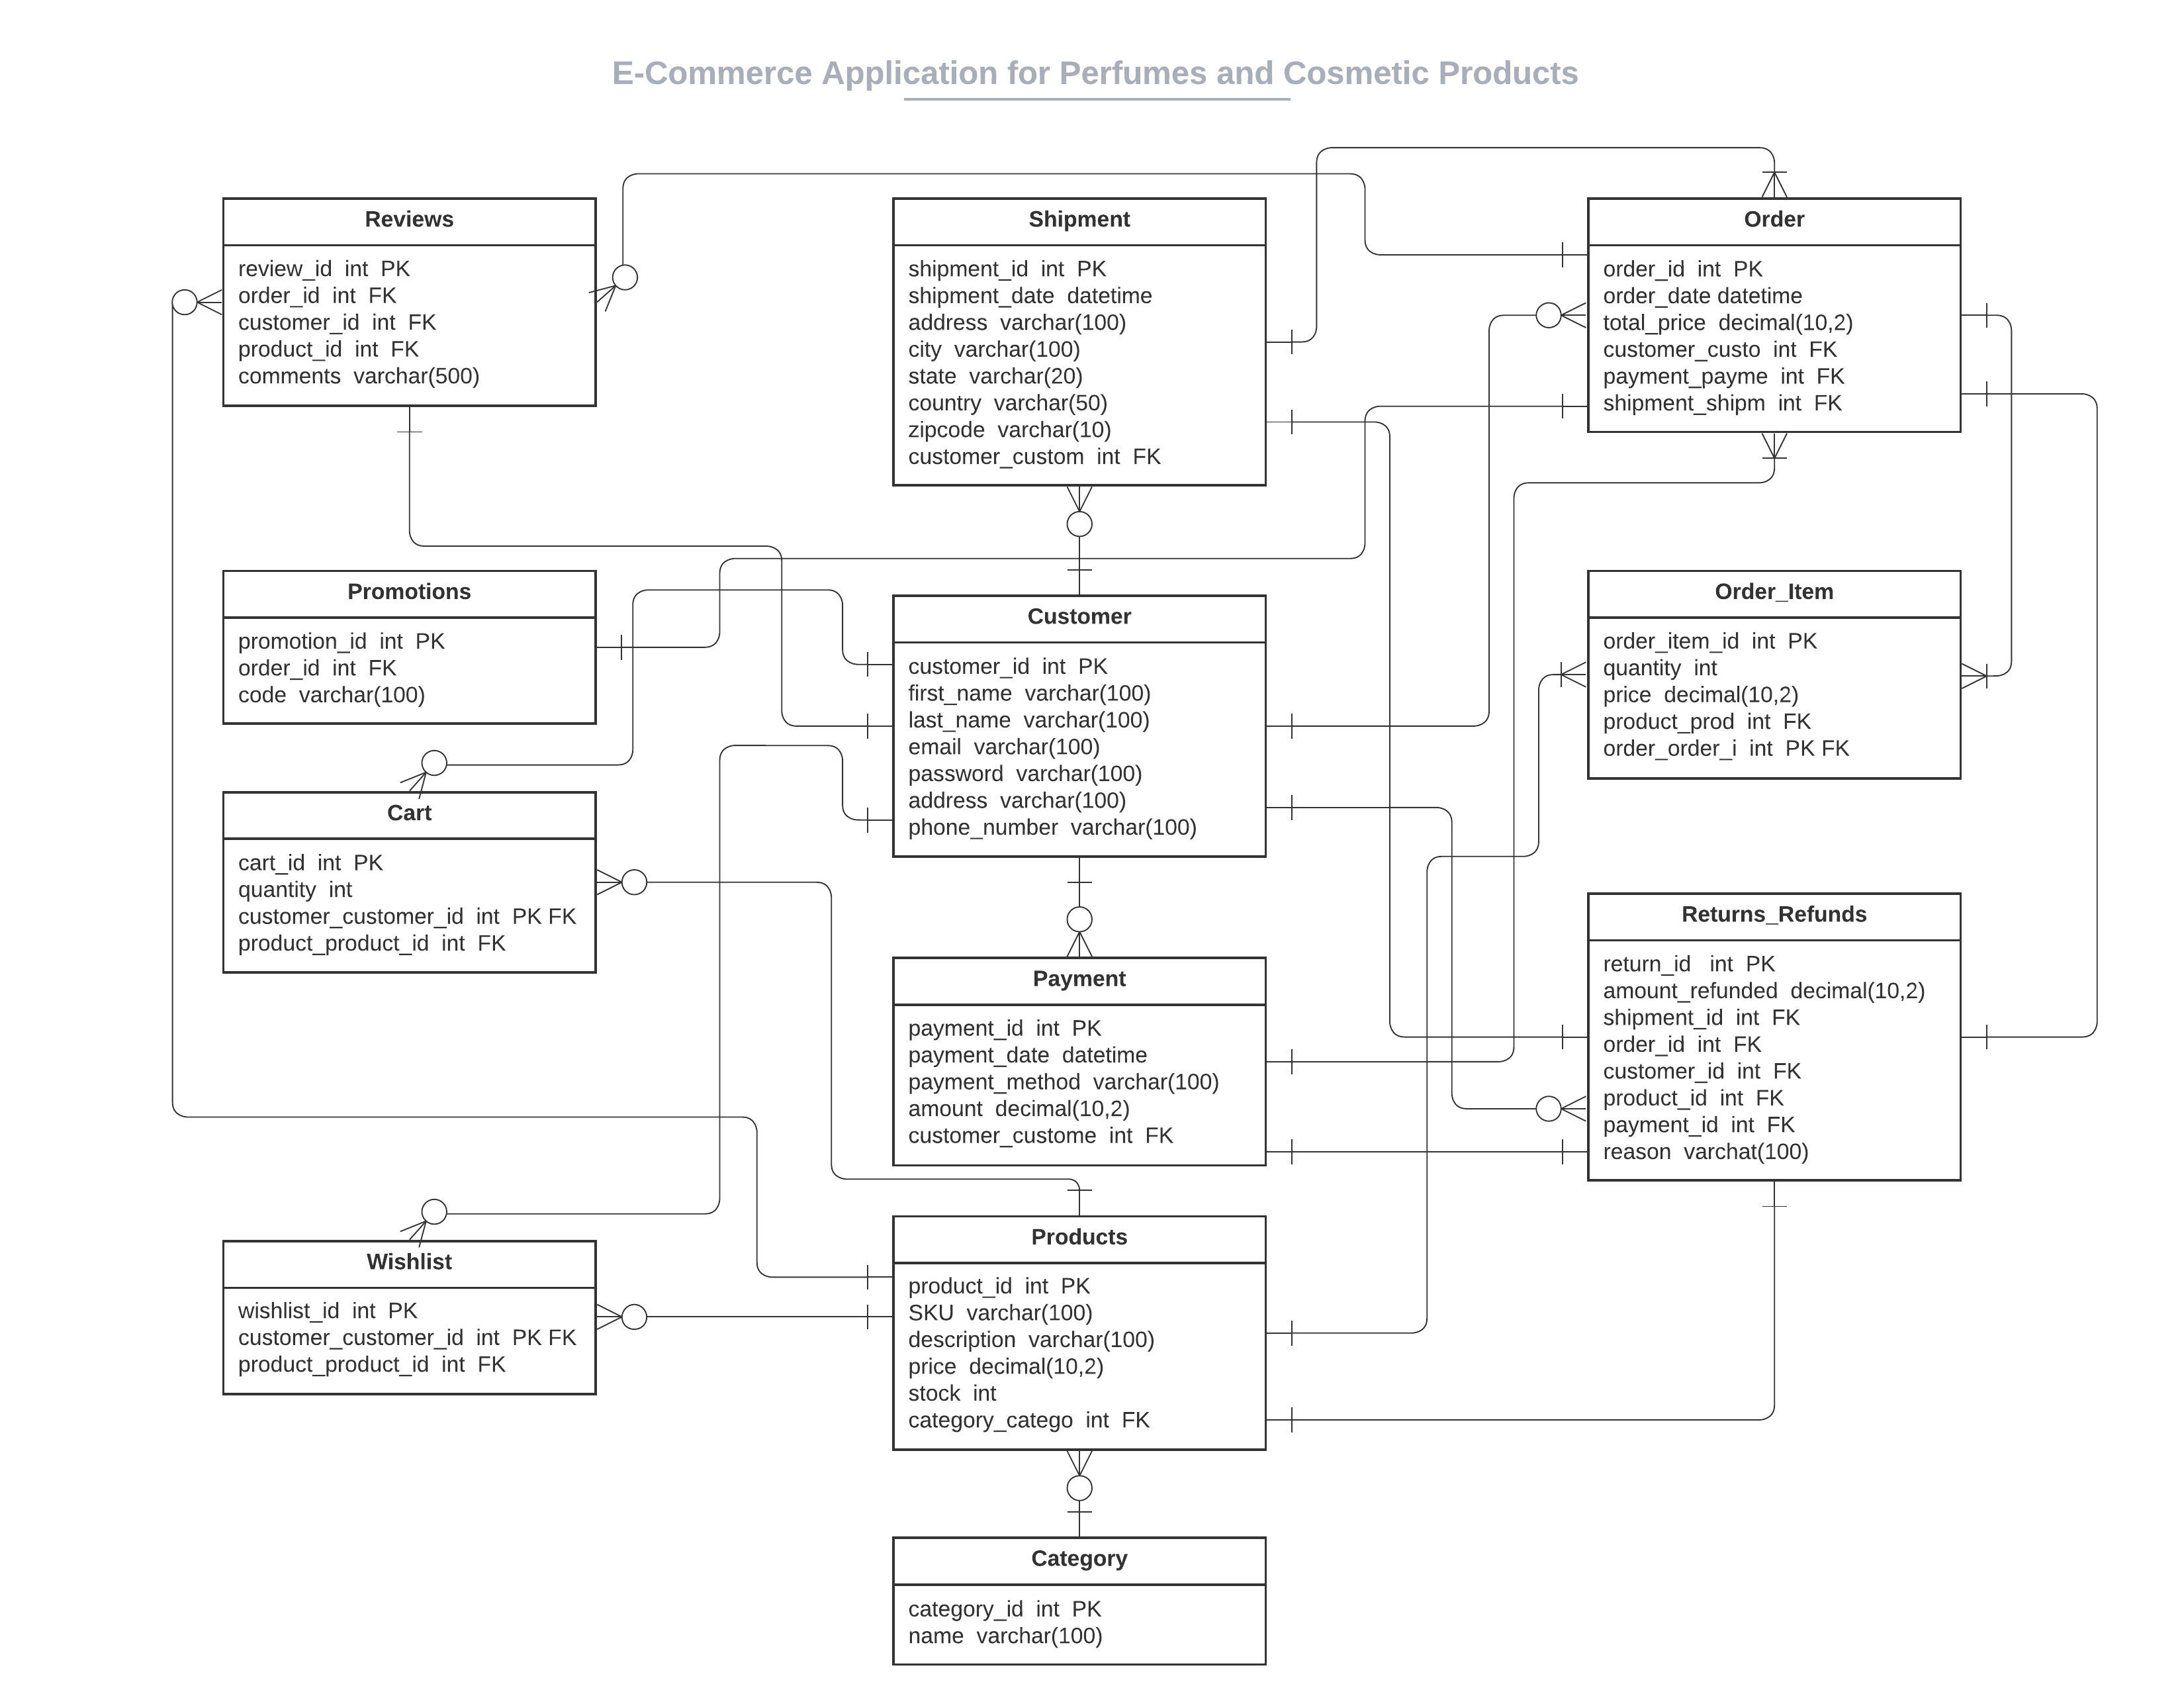 E-Commerce Application for Perfumes and Cosmetic Products
Reviews
review_id int PK
order_id int FK
customer_id int FK
product_id int FK
comments varchar(500)
Shipment
shipment_id int PK
shipment_date datetime
address varchar(100)
city varchar(100)
state varchar(20)
country varchar(50)
zipcode varchar(10)
customer_custom int FK
Order
order_id int PK
order_date datetime
total_price decimal(10,2)
customer_custo int FK
payment_payme int FK
shipment_shipm int FK
Promotions
promotion_id int PK
order_id int FK
code varchar(100)
Customer
customer_id int PK
first_name varchar(100)
last_name varchar(100)
email varchar(100)
password varchar(100)
address varchar(100)
phone_number varchar(100)
Order_Item
order_item_id int PK
quantity int
price decimal(10,2)
product_prod int FK
order_order_i int PK FK
Cart
cart_id int PK
quantity int
customer_customer_id int PK FK
product_product_id int FK
Payment
payment_id int PK
payment_date datetime
payment_method varchar(100)
amount decimal(10,2)
customer_custome int FK
Returns_Refunds
return_id int PK
amount_refunded decimal(10,2)
shipment_id int FK
order_id int FK
customer_id int FK
product_id int FK
payment_id int FK
reason varchat(100)
Wishlist
wishlist_id int PK
customer_customer_id int PK FK
product_product_id int FK
Products
product_id int PK
SKU varchar(100)
description varchar(100)
price decimal(10,2)
stock int
category_catego int FK
Category
category_id int PK
name varchar(100)